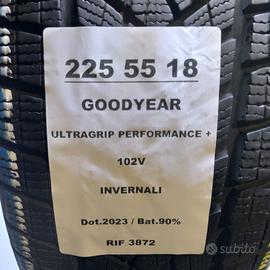 225 55 18
GOODYEAR
ULTRAGRIP PERFORMANCE +
102V
INVERNALI
Dot.2023 / Bat.90%
RIF 3872
subito